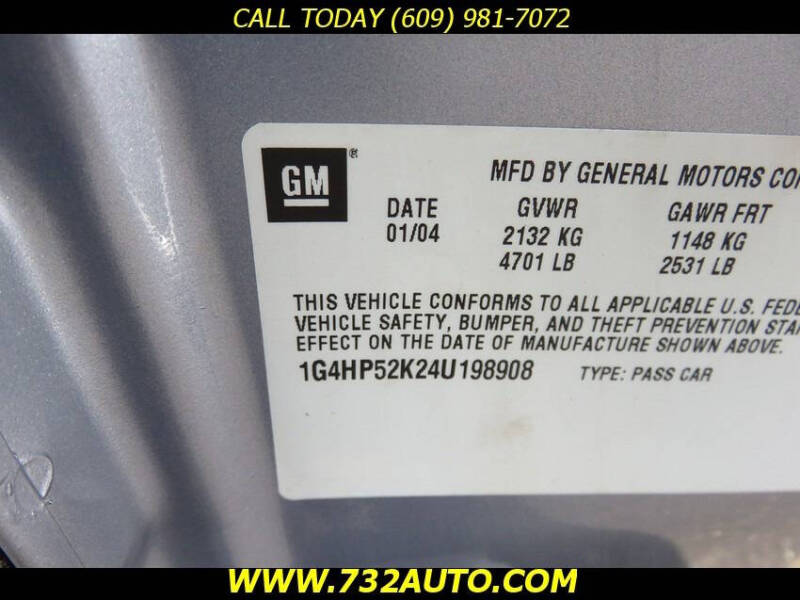 CALL TODAY (609) 981-7072
GM ®
MFD BY GENERAL MOTORS
DATE GVWR GAWR FRT
01/04 2132 KG 1148 KG
4701 LB 2531 LB
THIS VEHICLE CONFORMS TO ALL APPLICABLE U.S.
VEHICLE SAFETY, BUMPER, AND THEFT PREVENTION
EFFECT ON THE DATE OF MANUFACTURE SHOWN ABOVE.
1G4HP52K24U198908 TYPE: PASS CAR
WWW.732AUTO.COM